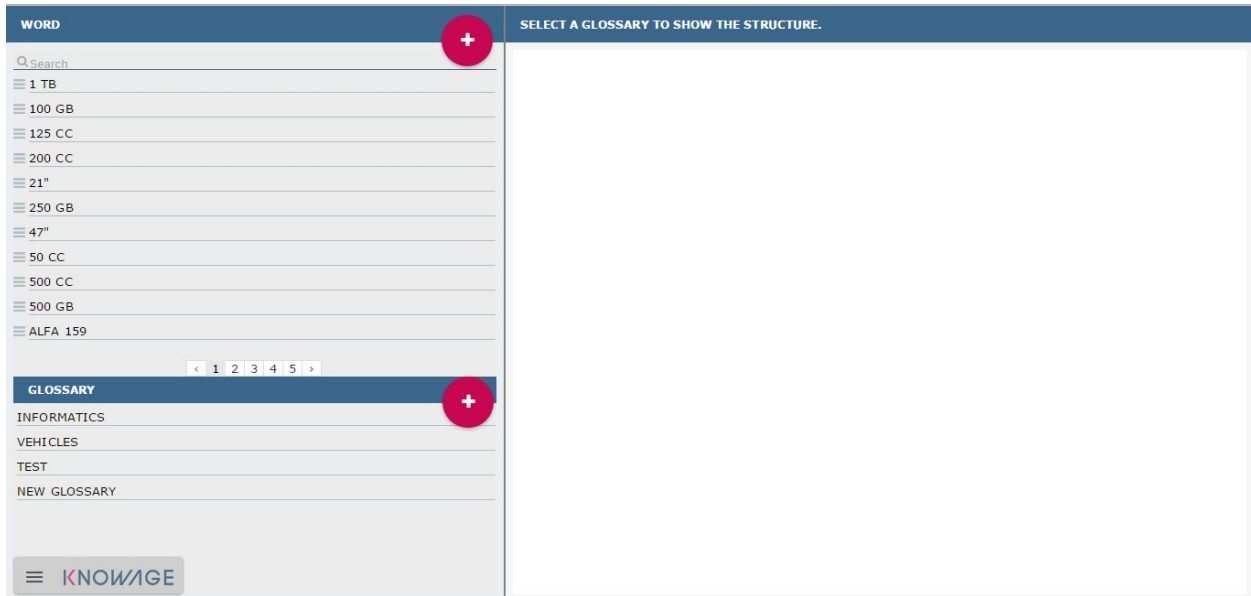 WORD
+
Search
1 TB
100 GB
125 CC
200 CC
21"
250 GB
47"
50 CC
500 CC
500 GB
ALFA 159
‹ 1 2 3 4 5 ›
GLOSSARY
+
INFORMATICS
VEHICLES
TEST
NEW GLOSSARY
KNOWAGE
SELECT A GLOSSARY TO SHOW THE STRUCTURE.